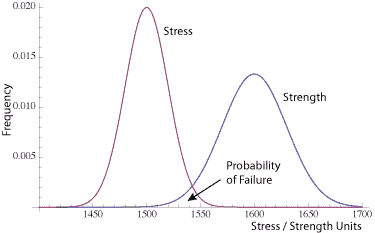 0.020
Stress
0.015
Frequency
0.010
Strength
0.005
Probability
of Failure
1450 1500 1550 1600 1650 1700
Stress / Strength Units